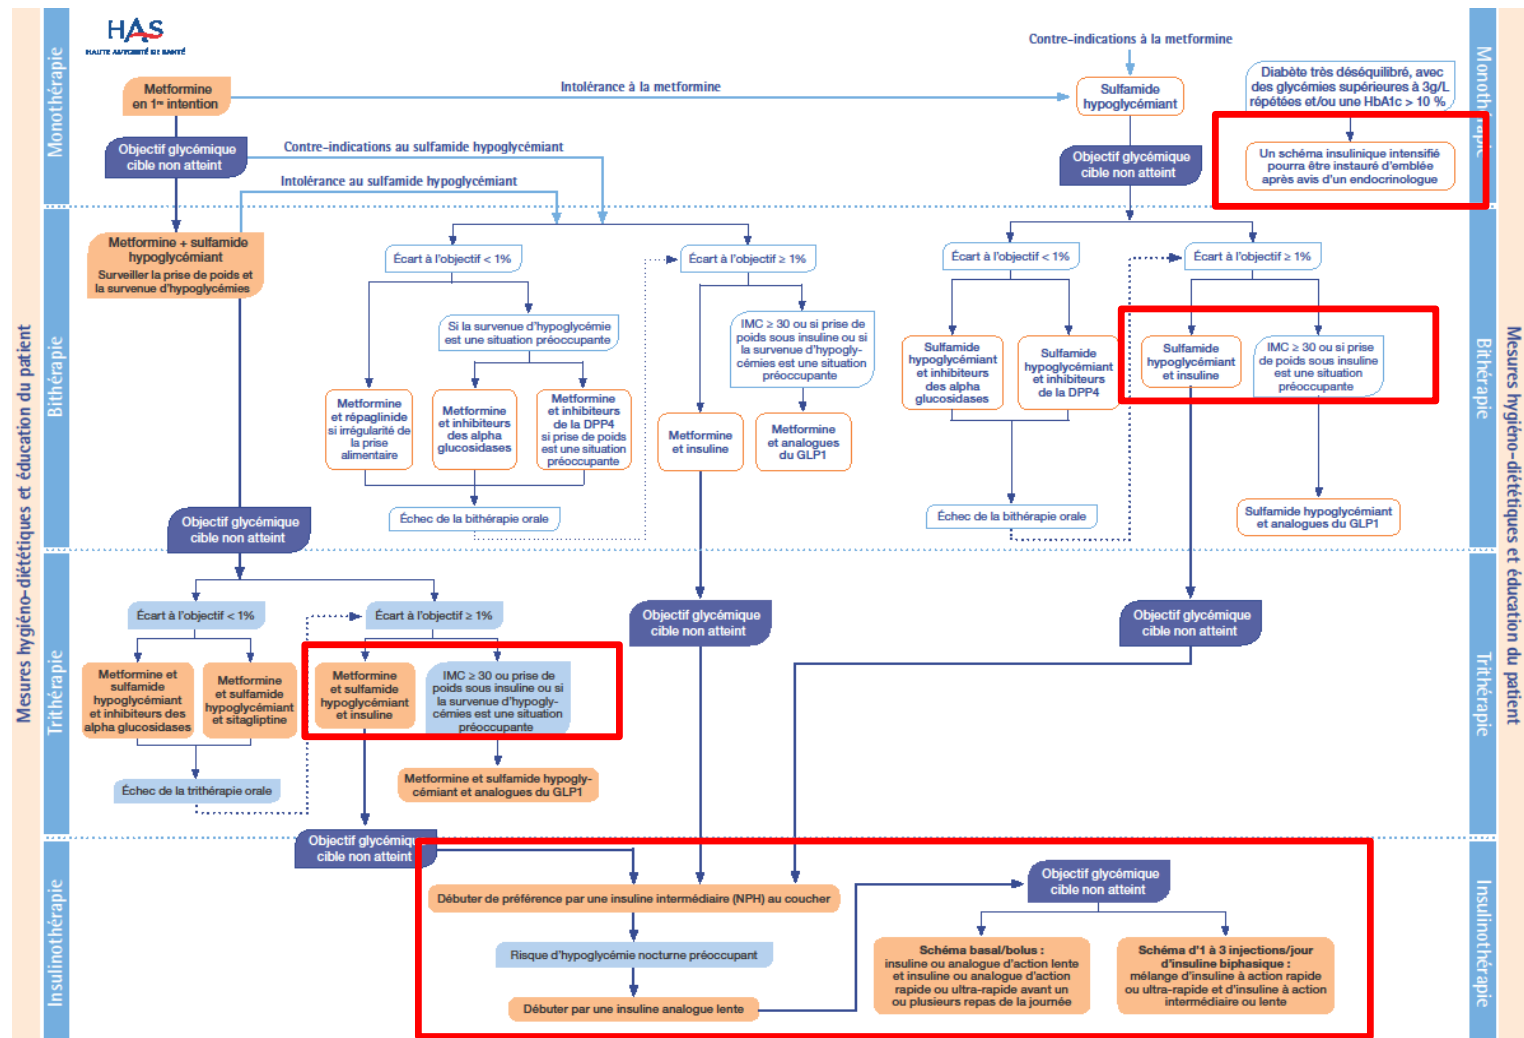 HAS
HAUTE AUTORITÉ DE SANTÉ
Mesures hygiéno-diététiques et éducation du patient
Monothérapie
Metformine
en 1re intention
Intolérance à la metformine
Contre-indications à la metformine
Sulfamide
hypoglycémiant
Diabète très déséquilibré, avec
des glycémies supérieures à 3g/L
répétées et/ou une HbA1c > 10 %
Monothérapie
Objectif glycémique
cible non atteint
Contre-indications au sulfamide hypoglycémiant
Intolérance au sulfamide hypoglycémiant
Objectif glycémique
cible non atteint
Un schéma insulinique intensifié
pourra être instauré d'emblée
après avis d'un endocrinologue
Bithérapie
Metformine + sulfamide
hypoglycémiant
Surveiller la prise de poids et
la survenue d'hypoglycémies
Écart à l'objectif < 1%
Écart à l'objectif ≥ 1%
Écart à l'objectif < 1%
Écart à l'objectif ≥ 1%
Si la survenue d'hypoglycémie
est une situation préoccupante
IMC ≥ 30 ou si prise de
poids sous insuline ou si
la survenue d'hypogly-
cémies est une situation
préoccupante
Metformine
et répaglinide
si irrégularité de
la prise
alimentaire
Metformine
et inhibiteurs
des alpha
glucosidases
Metformine
et inhibiteurs
de la DPP4
si prise de poids
est une situation
préoccupante
Metformine
et insuline
Metformine
et analogues
du GLP1
Sulfamide
hypoglycémiant
et inhibiteurs
des alpha
glucosidases
Sulfamide
hypoglycémiant
et inhibiteurs
de la DPP4
Sulfamide
hypoglycémiant
et insuline
IMC ≥ 30 ou si prise
de poids sous insuline
est une situation
préoccupante
Bithérapie
Échec de la bithérapie orale
Échec de la bithérapie orale
Sulfamide hypoglycémiant
et analogues du GLP1
Objectif glycémique
cible non atteint
Trithérapie
Écart à l'objectif < 1%
Écart à l'objectif ≥ 1%
Objectif glycémique
cible non atteint
Objectif glycémique
cible non atteint
Metformine et
sulfamide
hypoglycémiant
et inhibiteurs des
alpha glucosidases
Metformine
et sulfamide
hypoglycémiant
et sitagliptine
Metformine
et sulfamide
hypoglycémiant
et insuline
IMC ≥ 30 ou prise de
poids sous insuline ou si
la survenue d'hypogly-
cémies est une situation
préoccupante
Trithérapie
Échec de la trithérapie orale
Metformine et sulfamide hypogly-
cémiant et analogues du GLP1
Objectif glycémique
cible non atteint
Insulinothérapie
Débuter de préférence par une insuline intermédiaire (NPH) au coucher
Risque d'hypoglycémie nocturne préoccupant
Débuter par une insuline analogue lente
Objectif glycémique
cible non atteint
Schéma basal/bolus :
insuline ou analogue d'action lente
et insuline ou analogue d'action
rapide ou ultra-rapide avant un
ou plusieurs repas de la journée
Schéma d'1 à 3 injections/jour
d'insuline biphasique :
mélange d'insuline à action rapide
ou ultra-rapide et d'insuline à action
intermédiaire ou lente
Insulinothérapie
Mesures hygiéno-diététiques et éducation du patient